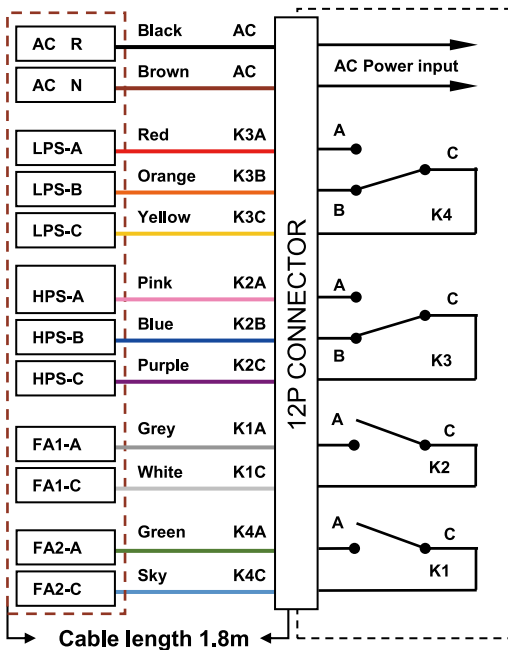 AC R Black AC
AC N Brown AC
AC Power input
LPS-A Red K3A A
C
LPS-B Orange K3B B
K4
LPS-C Yellow K3C
HPS-A Pink K2A A
C
HPS-B Blue K2B B
K3
HPS-C Purple K2C
12P CONNECTOR
FA1-A Grey K1A A C
FA1-C White K1C K2
FA2-A Green K4A A C
FA2-C Sky K4C K1
Cable length 1.8m